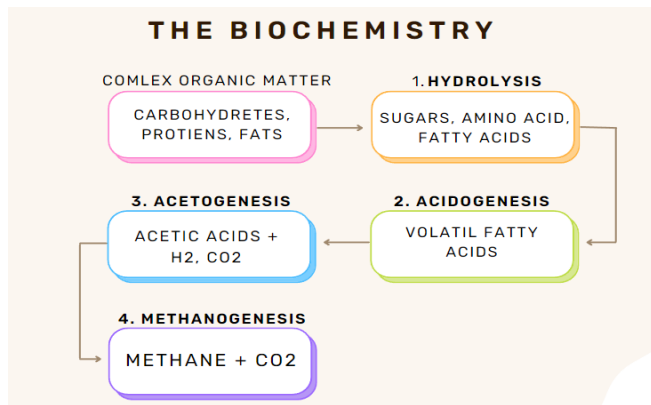 THE BIOCHEMISTRY
COMLEX ORGANIC MATTER
CARBOHYDRETES,
PROTIENS, FATS
1. HYDROLYSIS
SUGARS, AMINO ACID,
FATTY ACIDS
2. ACIDOGENESIS
VOLATIL FATTY
ACIDS
3. ACETOGENESIS
ACETIC ACIDS +
H2, CO2
4. METHANOGENESIS
METHANE + CO2